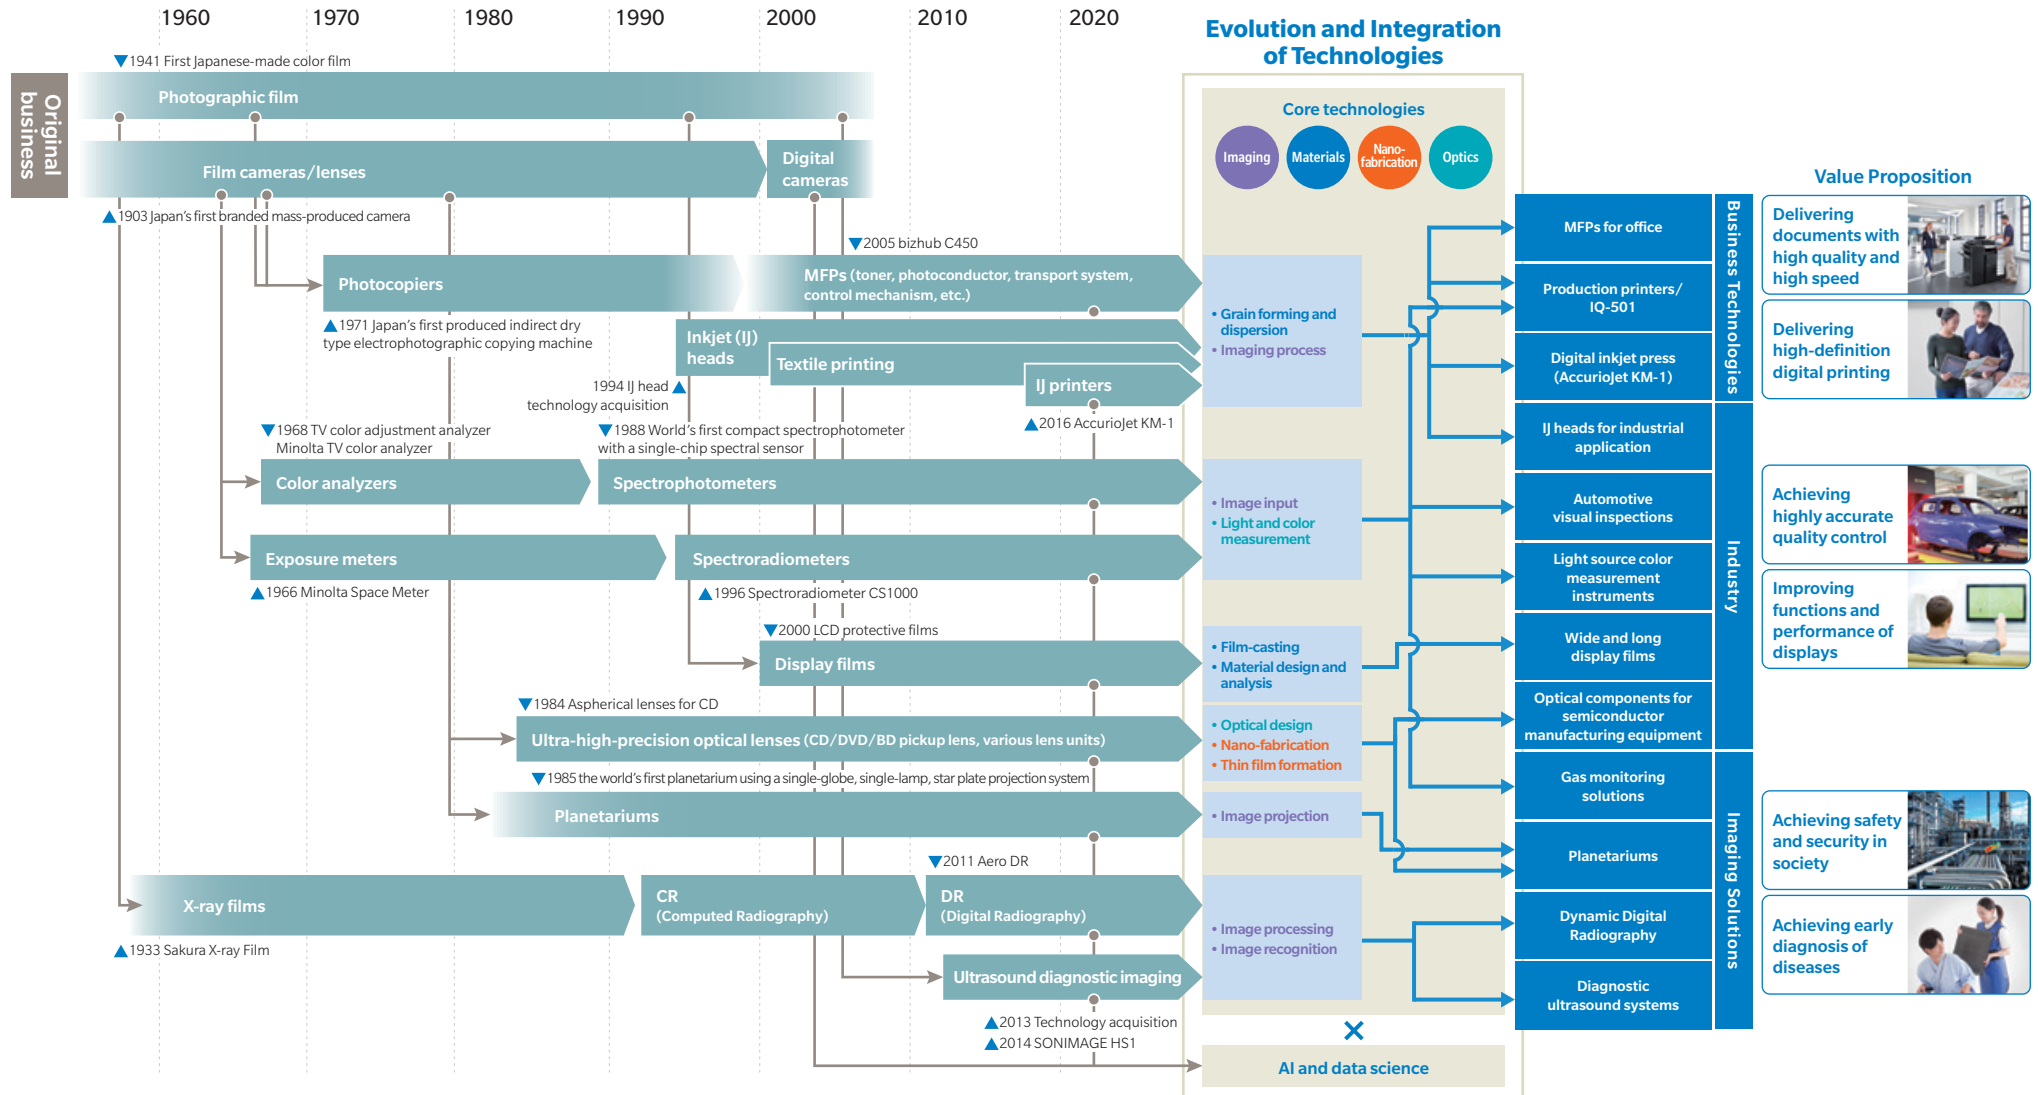 1960
1970
1980
1990
2000
2010
2020
Evolution and Integration
of Technologies
Original
business
▼1941 First Japanese-made color film
Photographic film
Film cameras/lenses
Digital
cameras
▲1903 Japan's first branded mass-produced camera
Photocopiers
▼2005 bizhub C450
MFPs (toner, photoconductor, transport system,
control mechanism, etc.)
▲1971 Japan's first produced indirect dry
type electrophotographic copying machine
Inkjet (IJ)
heads
Textile printing
IJ printers
1994 IJ head ▲
technology acquisition
▲2016 AccurioJet KM-1
▼1968 TV color adjustment analyzer
Minolta TV color analyzer
▼1988 World's first compact spectrophotometer
with a single-chip spectral sensor
Color analyzers
Spectrophotometers
Exposure meters
Spectroradiometers
▲1966 Minolta Space Meter
▲1996 Spectroradiometer CS1000
▼2000 LCD protective films
Display films
▼1984 Aspherical lenses for CD
Ultra-high-precision optical lenses (CD/DVD/BD pickup lens, various lens units)
▼1985 the world's first planetarium using a single-globe, single-lamp, star plate projection system
Planetariums
▼2011 Aero DR
X-ray films
CR
(Computed Radiography)
DR
(Digital Radiography)
▲1933 Sakura X-ray Film
Ultrasound diagnostic imaging
▲2013 Technology acquisition
▲2014 SONIMAGE HS1
Core technologies
Imaging
Materials
Nano-
fabrication
Optics
• Grain forming and
dispersion
• Imaging process
• Image input
• Light and color
measurement
• Film-casting
• Material design and
analysis
• Optical design
• Nano-fabrication
• Thin film formation
• Image projection
• Image processing
• Image recognition
×
AI and data science
MFPs for office
Production printers/
IQ-501
Digital inkjet press
(AccurioJet KM-1)
IJ heads for industrial
application
Automotive
visual inspections
Light source color
measurement
instruments
Wide and long
display films
Optical components for
semiconductor
manufacturing equipment
Gas monitoring
solutions
Planetariums
Dynamic Digital
Radiography
Diagnostic
ultrasound systems
Business Technologies
Industry
Imaging Solutions
Value Proposition
Delivering
documents with
high quality and
high speed
Delivering
high-definition
digital printing
Achieving
highly accurate
quality control
Improving
functions and
performance of
displays
Achieving safety
and security in
society
Achieving early
diagnosis of
diseases